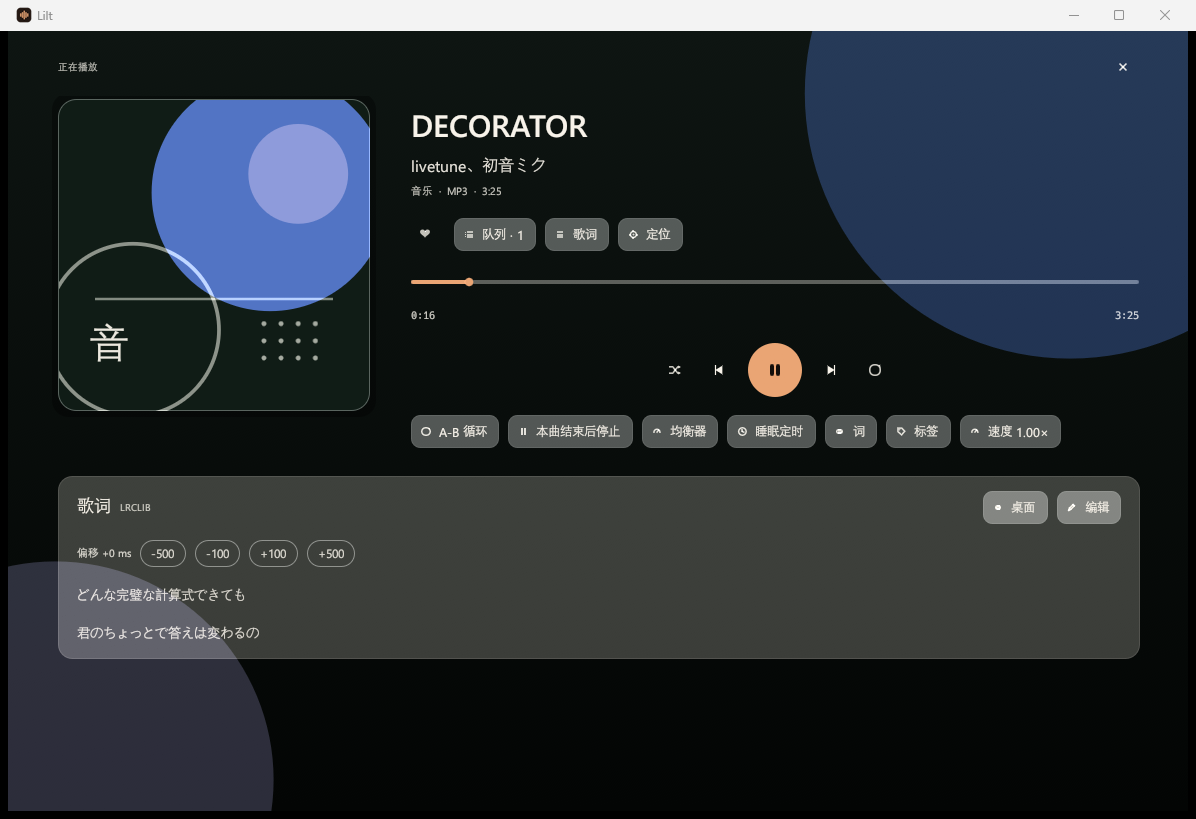 Lilt
正在播放
音
DECORATOR
livetune、初音ミク
音乐 · MP3 · 3:25
队列 · 1 歌词 定位
0:16 3:25
A-B 循环 本曲结束后停止 均衡器 睡眠定时 词 标签 速度 1.00×
歌词 LRCLIB 桌面 编辑
偏移 +0 ms -500 -100 +100 +500
どんな完璧な計算式できても
君のちょっとで答えは変わるの